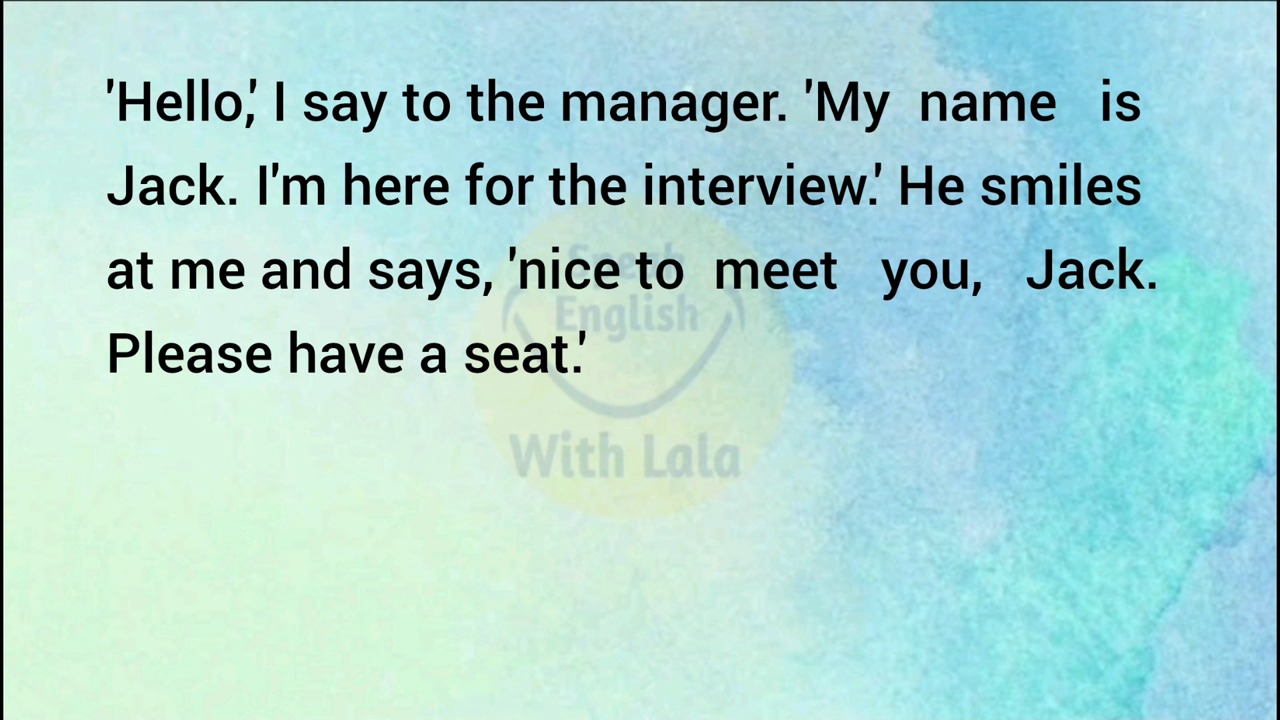 'Hello,' I say to the manager. 'My name is
Jack. I'm here for the interview.' He smiles
at me and says, 'nice to meet you, Jack.
Please have a seat.'
Speak
English
With Lala